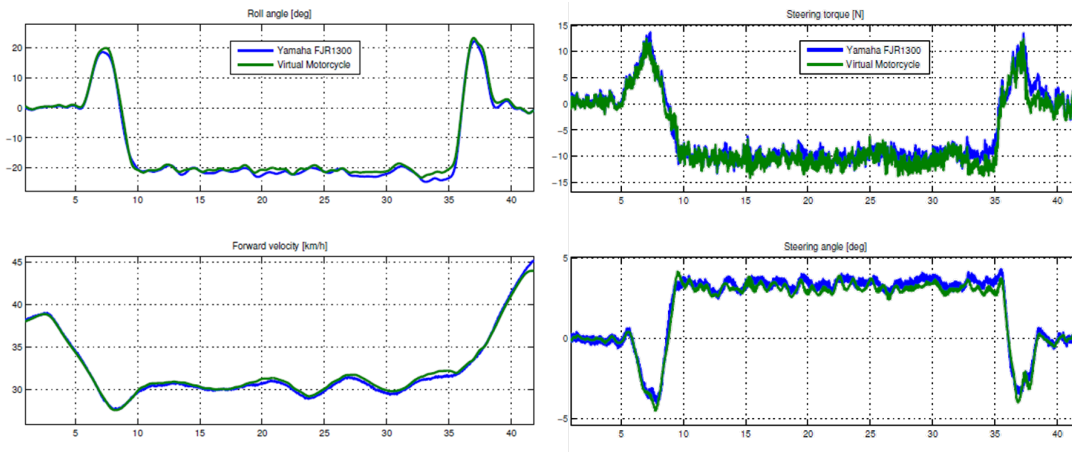 Roll angle [deg]
20
10
0
−10
−20
Yamaha FJR1300
Virtual Motorcycle
5 10 15 20 25 30 35 40
Steering torque [N]
15
10
5
0
−5
−10
−15
Yamaha FJR1300
Virtual Motorcycle
5 10 15 20 25 30 35 40
Forward velocity [km/h]
45
40
35
30
5 10 15 20 25 30 35 40
Steering angle [deg]
5
0
−5
5 10 15 20 25 30 35 40